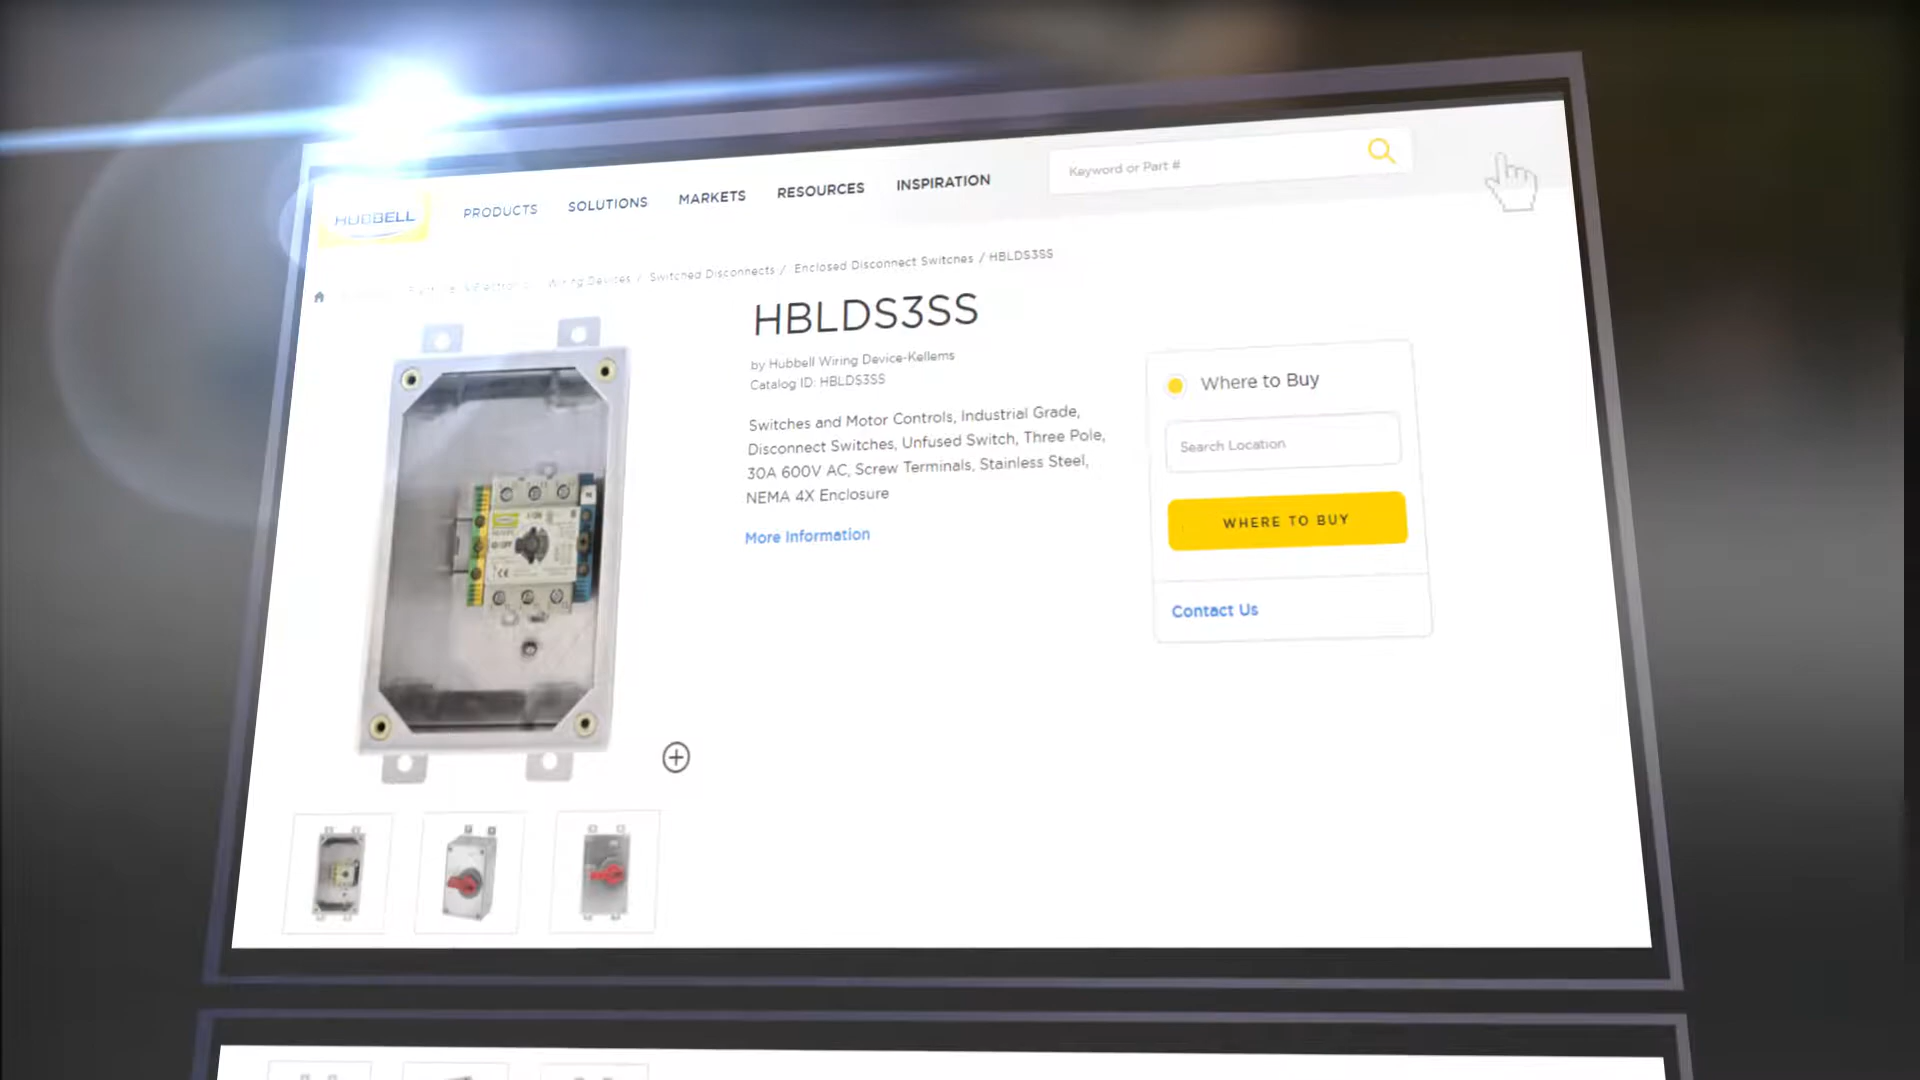 HUBBELL
PRODUCTS SOLUTIONS MARKETS RESOURCES INSPIRATION
Keyword or Part #
Wiring Devices / Switched Disconnects / Enclosed Disconnect Switches / HBLDS3SS
HBLDS3SS
by Hubbell Wiring Device-Kellems
Catalog ID: HBLDS3SS
Switches and Motor Controls, Industrial Grade,
Disconnect Switches, Unfused Switch, Three Pole,
30A 600V AC, Screw Terminals, Stainless Steel,
NEMA 4X Enclosure
More Information
Where to Buy
Search Location
WHERE TO BUY
Contact Us